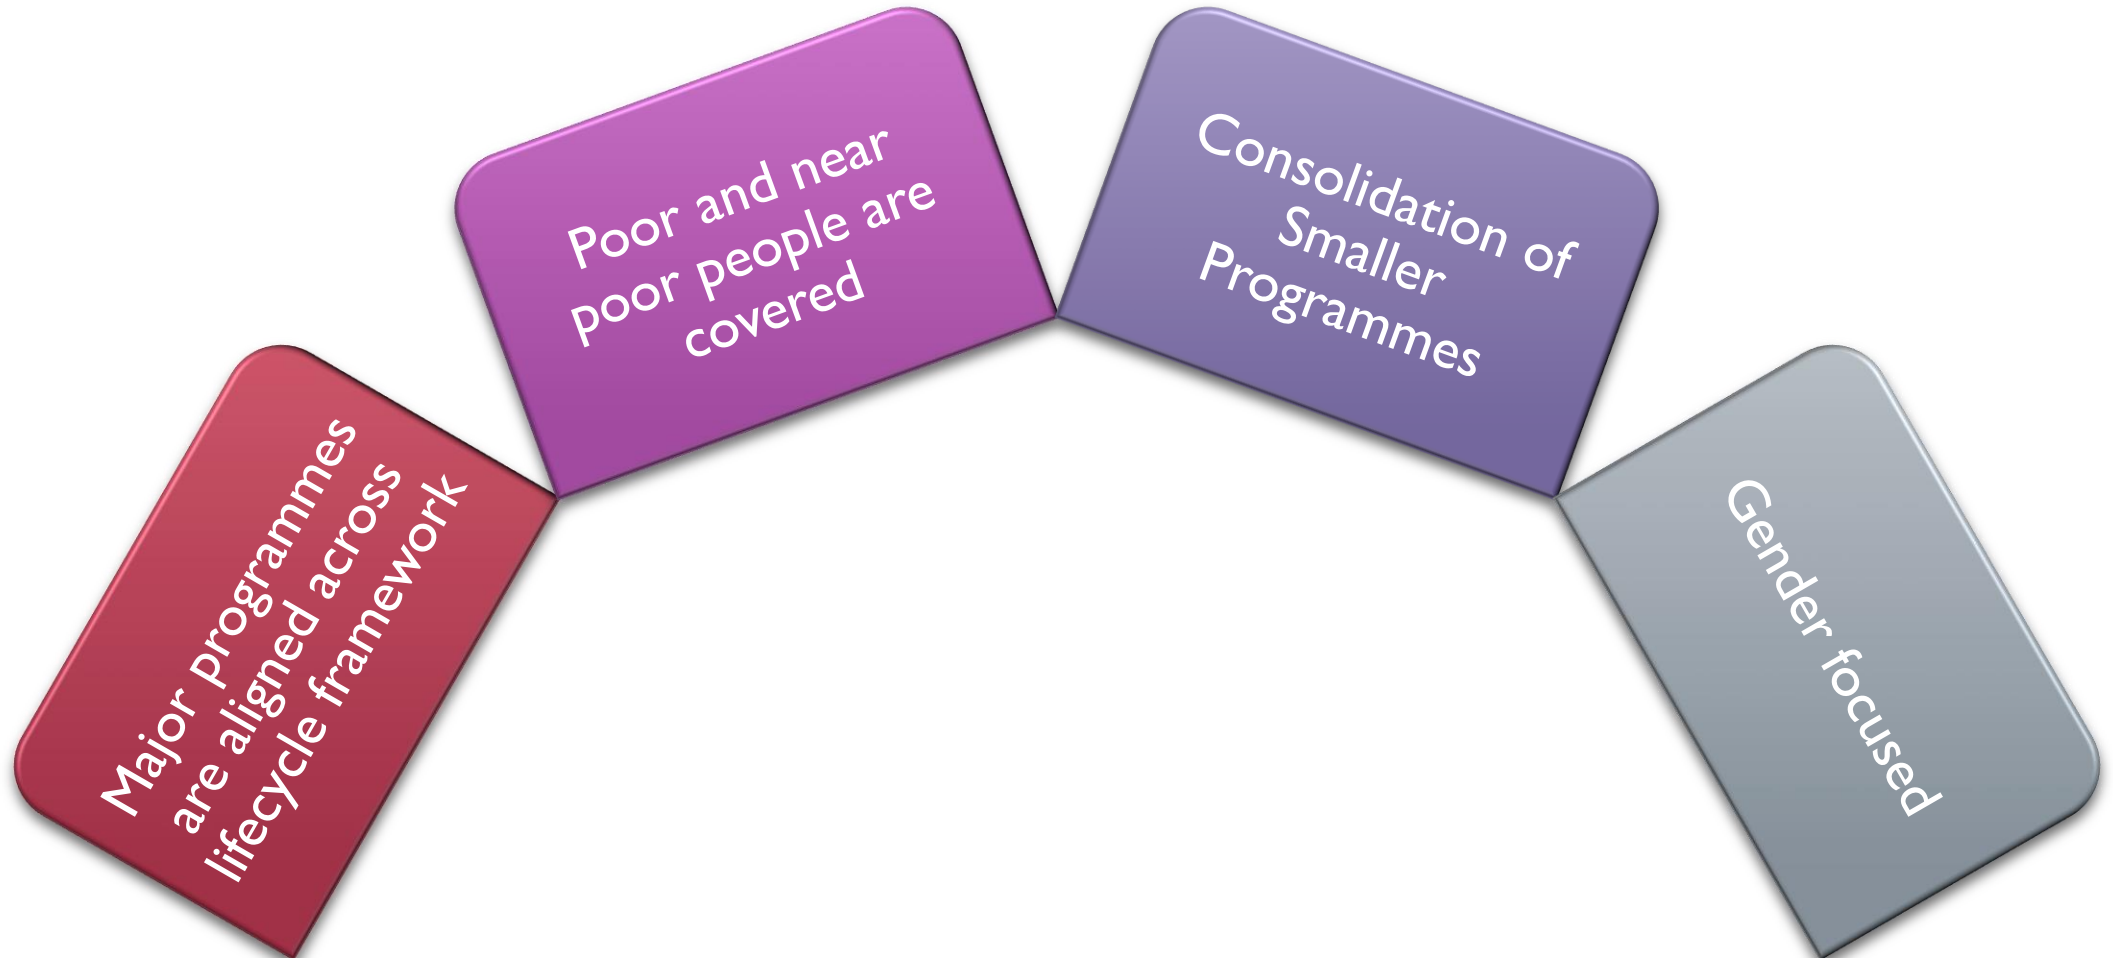 Major programmes
are aligned across
lifecycle framework
Poor and near
poor people are
covered
Consolidation of
Smaller
Programmes
Gender focused